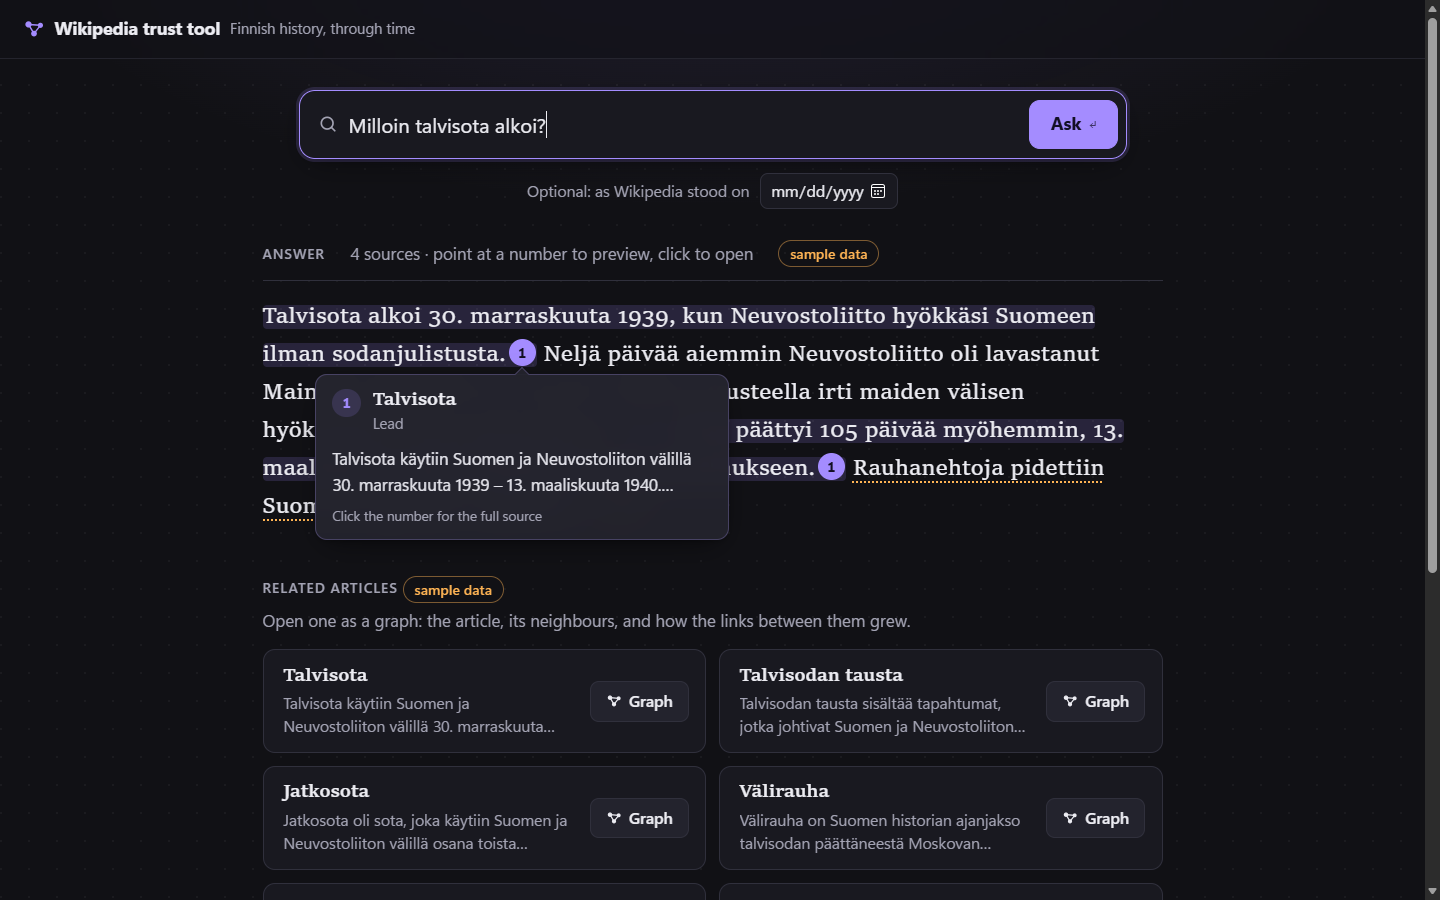 Wikipedia trust tool Finnish history, through time
Milloin talvisota alkoi?
Ask
Optional: as Wikipedia stood on mm/dd/yyyy
ANSWER 4 sources · point at a number to preview, click to open sample data
Talvisota alkoi 30. marraskuuta 1939, kun Neuvostoliitto hyökkäsi Suomeen
ilman sodanjulistusta. 1 Neljä päivää aiemmin Neuvostoliitto oli lavastanut
maiden välisen
päättyi 105 päivää myöhemmin, 13.
1 Rauhanehtoja pidettiin
1 Talvisota
Lead
Talvisota käytiin Suomen ja Neuvostoliiton välillä
30. marraskuuta 1939 – 13. maaliskuuta 1940....
Click the number for the full source
RELATED ARTICLES sample data
Open one as a graph: the article, its neighbours, and how the links between them grew.
Talvisota
Talvisota käytiin Suomen ja
Neuvostoliiton välillä 30. marraskuuta...
Graph
Talvisodan tausta
Talvisodan tausta sisältää tapahtumat,
jotka johtivat Suomen ja Neuvostoliiton...
Graph
Jatkosota
Jatkosota oli sota, joka käytiin Suomen ja
Neuvostoliiton välillä osana toista...
Graph
Välirauha
Välirauha on Suomen historian ajanjakso
talvisodan päättäneestä Moskovan...
Graph